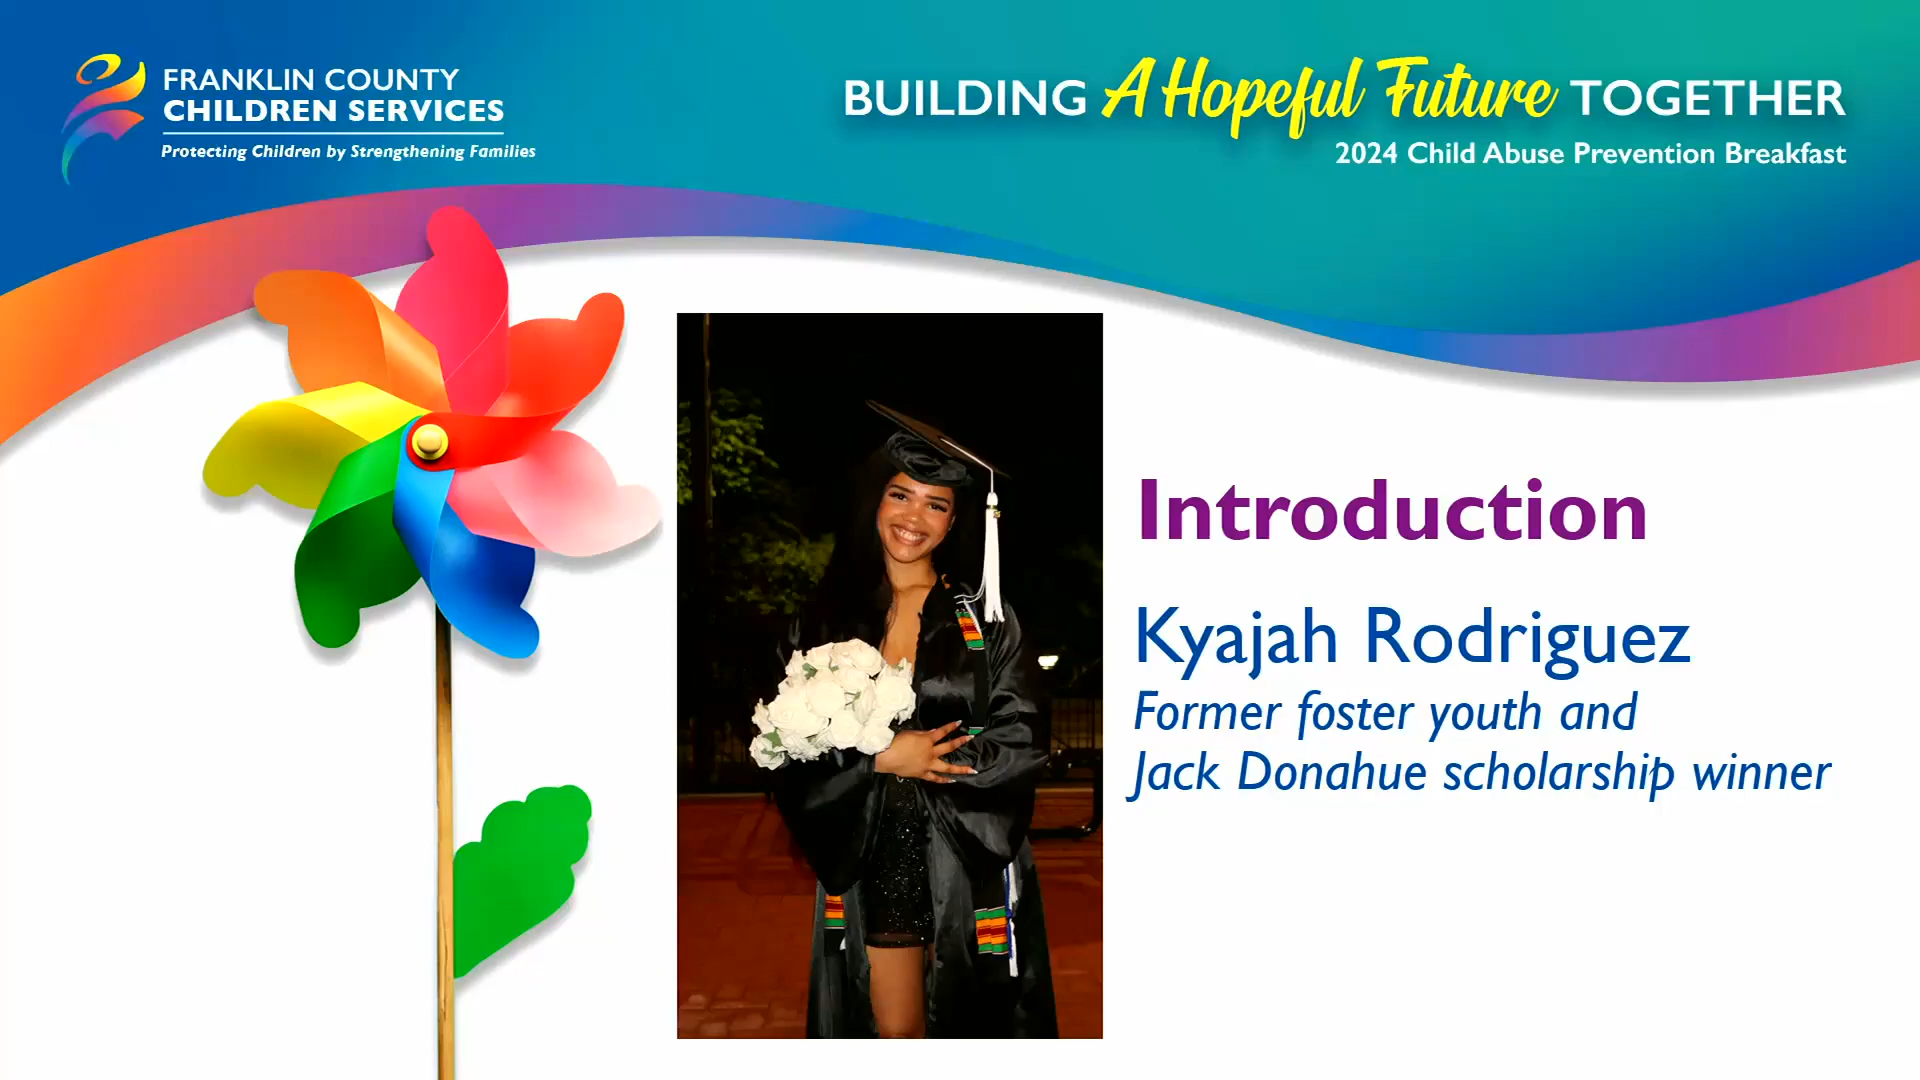 FRANKLIN COUNTY
CHILDREN SERVICES
Protecting Children by Strengthening Families
BUILDING A Hopeful Future TOGETHER
2024 Child Abuse Prevention Breakfast
Introduction
Kyajah Rodriguez
Former foster youth and
Jack Donahue scholarship winner